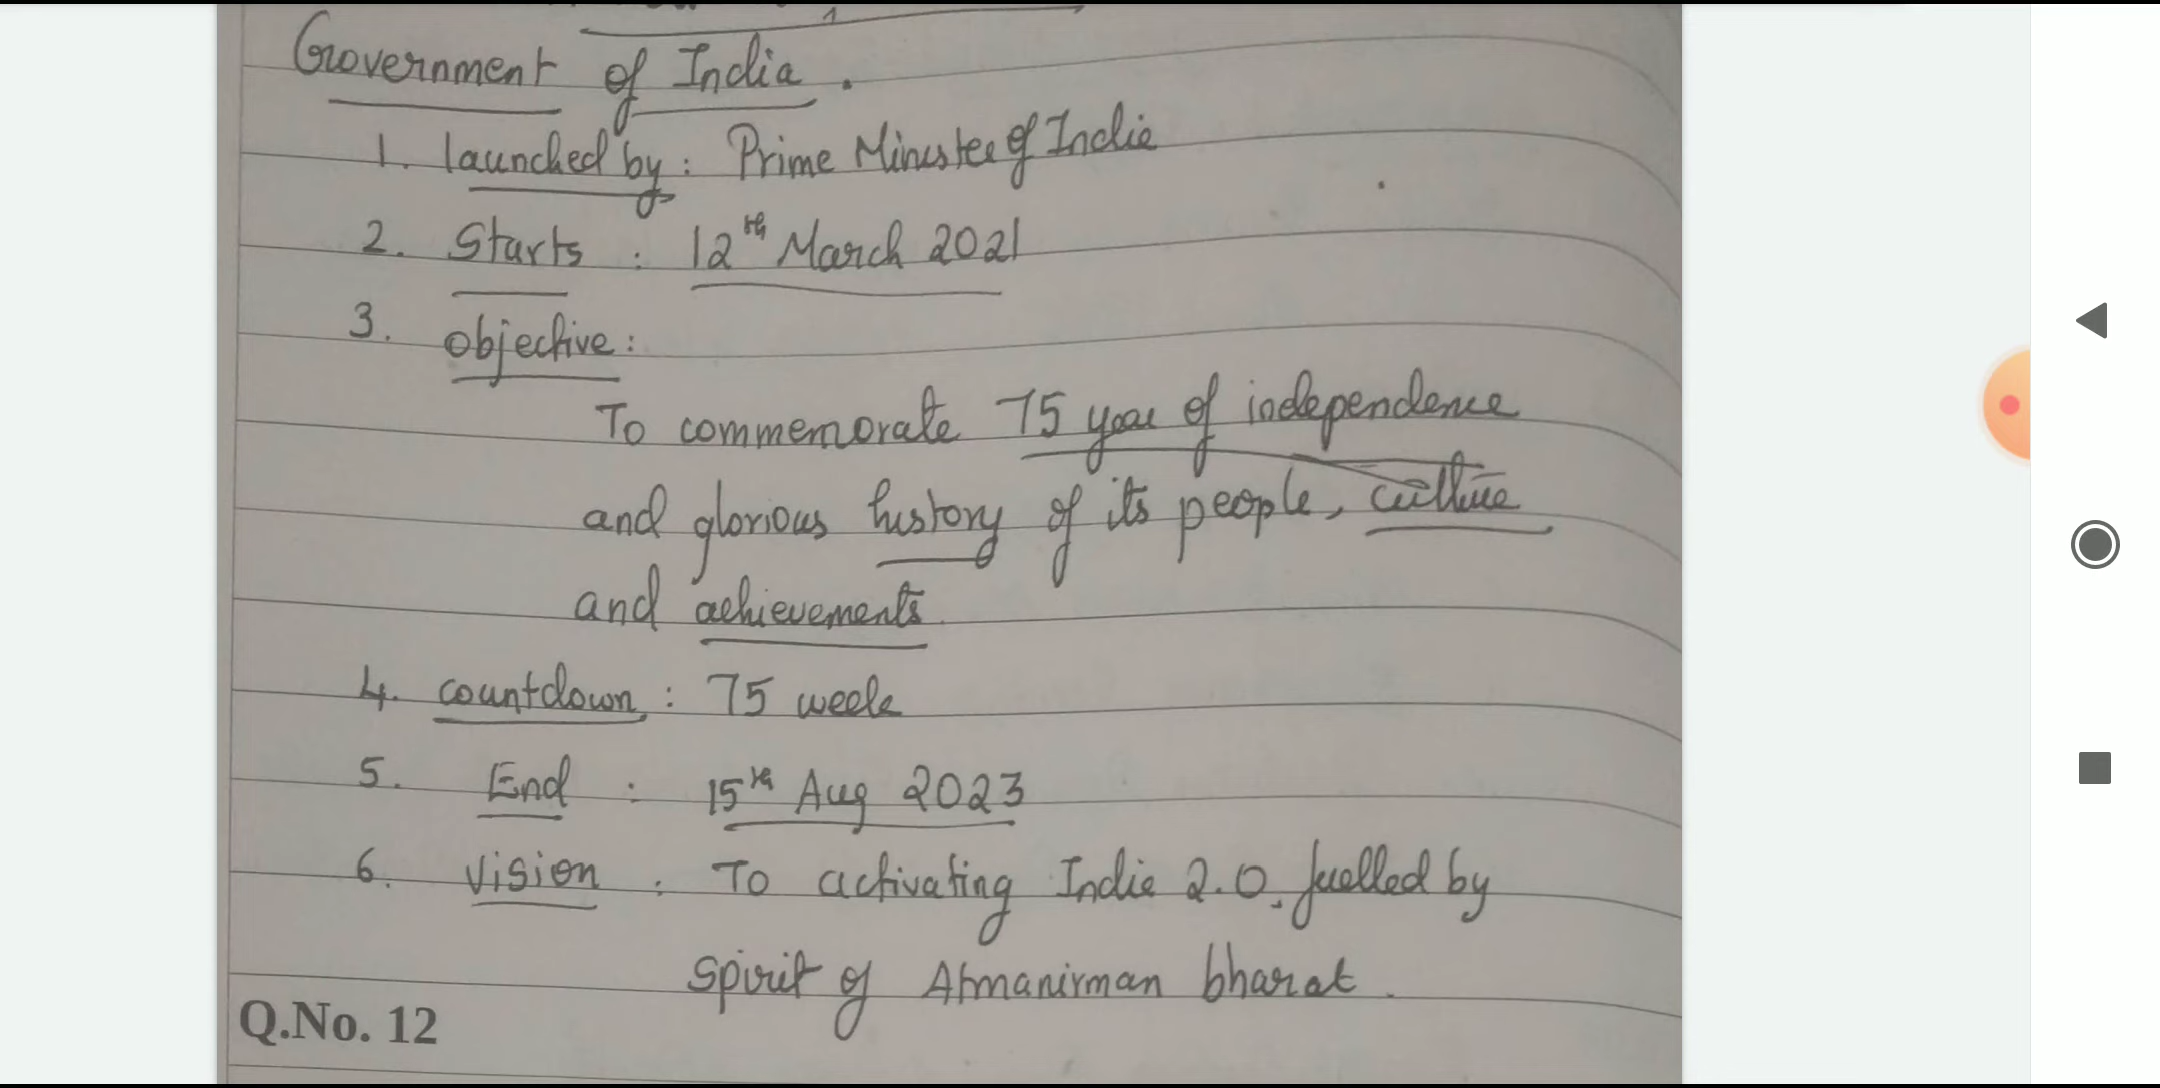 Government of India.
1. launched by: Prime Minister of India
2. Starts : 12th March 2021
3. objective:
To commemorate 75 year of independence
and glorious history of its people, culture
and achievements
4. countdown: 75 week
5. End : 15th Aug 2023
6. Vision : To activating India 2.0, fuelled by
Spirit of Atmanirman bharat.
Q.No. 12